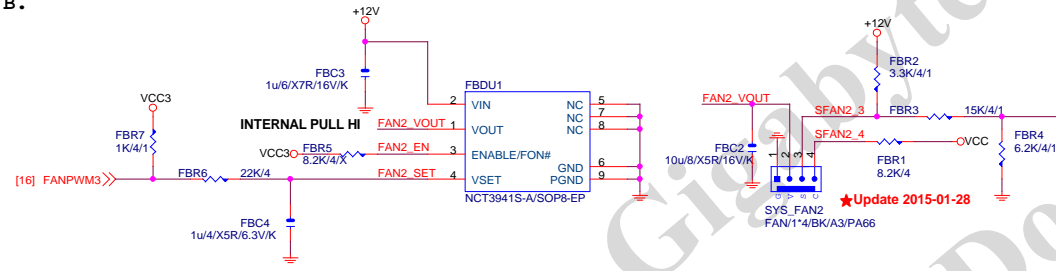 B.
+12V
FBC3
1u/6/X7R/16V/K
VCC3
FBR7
1K/4/1
INTERNAL PULL HI
FAN2_VOUT
VCC3
FBR5
8.2K/4/X
FAN2_EN
[16] FANPWM3
FBR6
22K/4
FAN2_SET
FBC4
1u/4/X5R/6.3V/K
FBDU1
2 VIN NC 5
NC 7
1 VOUT NC 8
3 ENABLE/FON#
GND 6
4 VSET PGND 9
NCT3941S-A/SOP8-EP
+12V
FBR2
3.3K/4/1
FAN2_VOUT
SFAN2_3
FBR3
15K/4/1
SFAN2_4
VCC
FBR4
6.2K/4/1
FBC2
10u/8/X5R/16V/K
FBR1
8.2K/4
1 2 3 4
G V S C
★Update 2015-01-28
SYS_FAN2
FAN/1*4/BK/A3/PA66
Gigabyte
Do